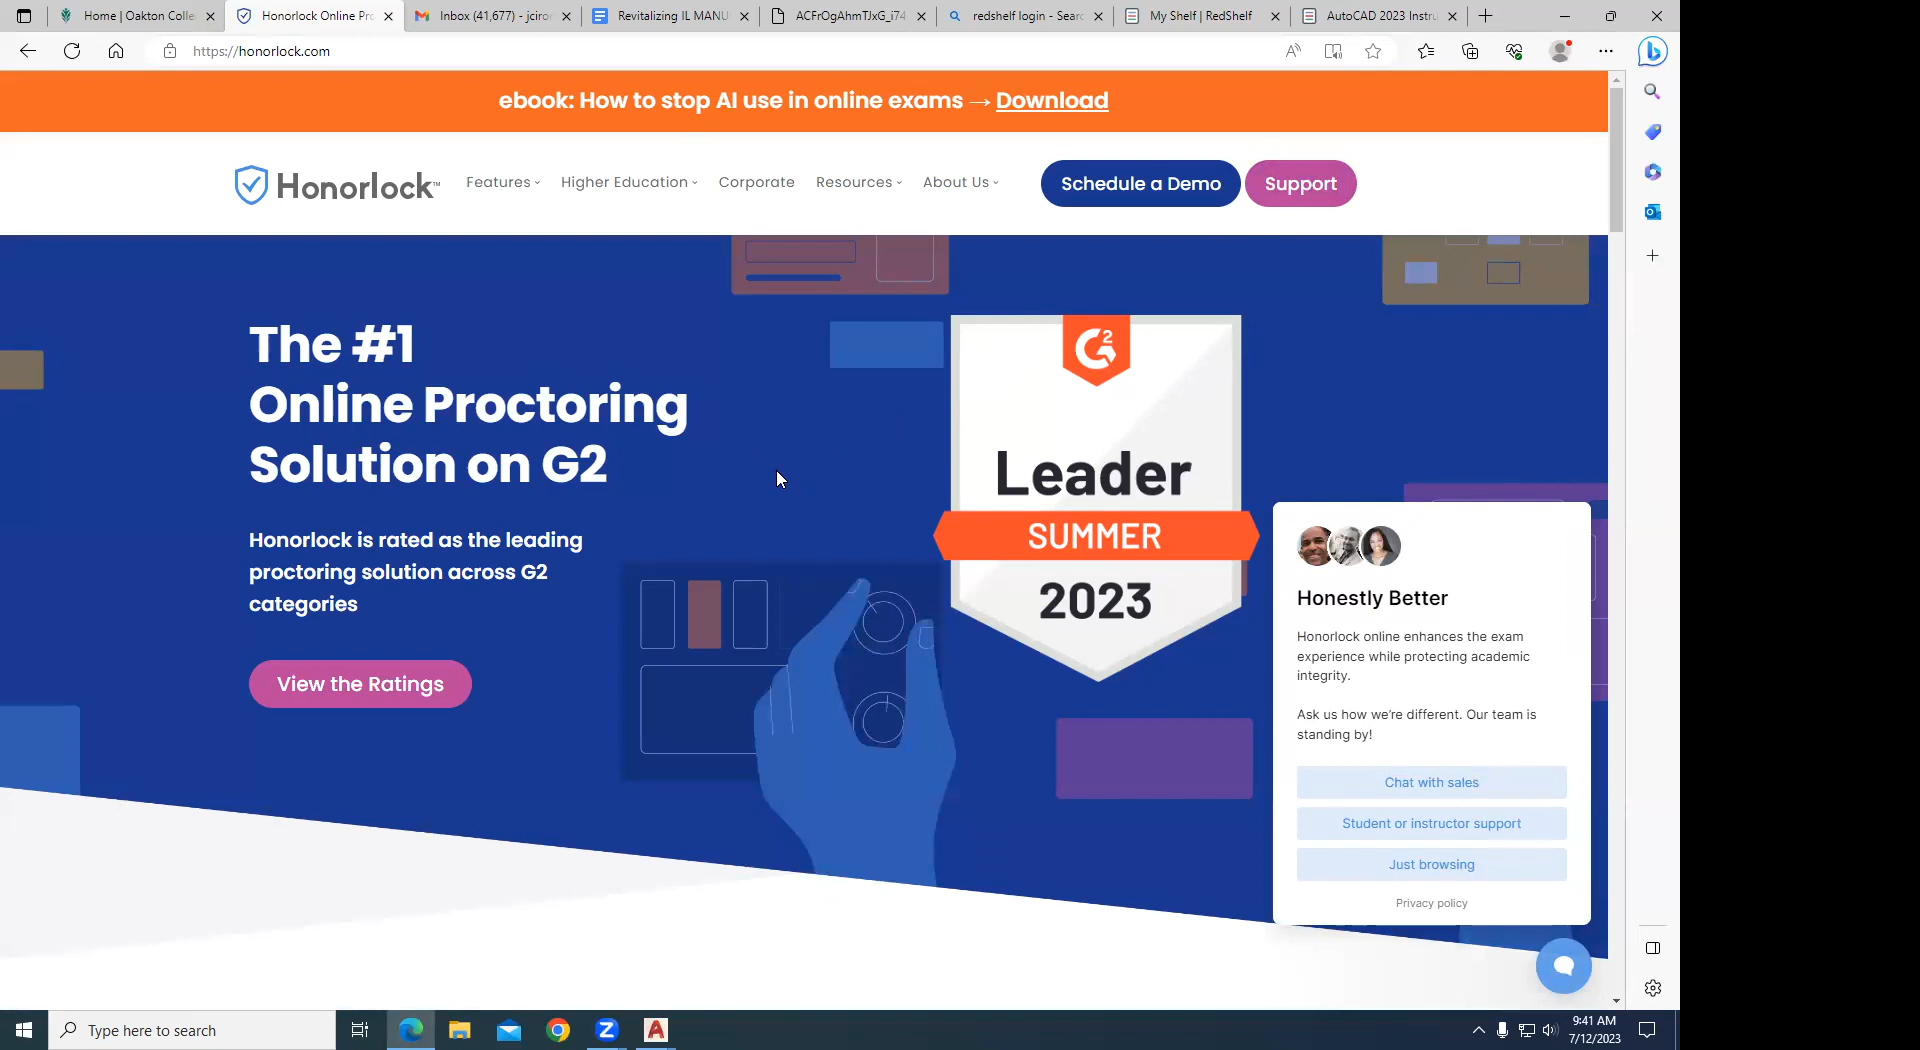 Home | Oakton Colle
Honorlock Online Pro
Inbox (41,677) - jciron
Revitalizing IL MANU
ACFrOgAhmTJxG_i74
redshelf login - Searc
My Shelf | RedShelf
AutoCAD 2023 Instru
https://honorlock.com
ebook: How to stop AI use in online exams → Download
Honorlock™
Features
Higher Education
Corporate
Resources
About Us
Schedule a Demo
Support
The #1
Online Proctoring
Solution on G2
Honorlock is rated as the leading
proctoring solution across G2
categories
View the Ratings
G2
Leader
SUMMER
2023
Honestly Better
Honorlock online enhances the exam
experience while protecting academic
integrity.
Ask us how we’re different. Our team is
standing by!
Chat with sales
Student or instructor support
Just browsing
Privacy policy
Type here to search
9:41 AM
7/12/2023